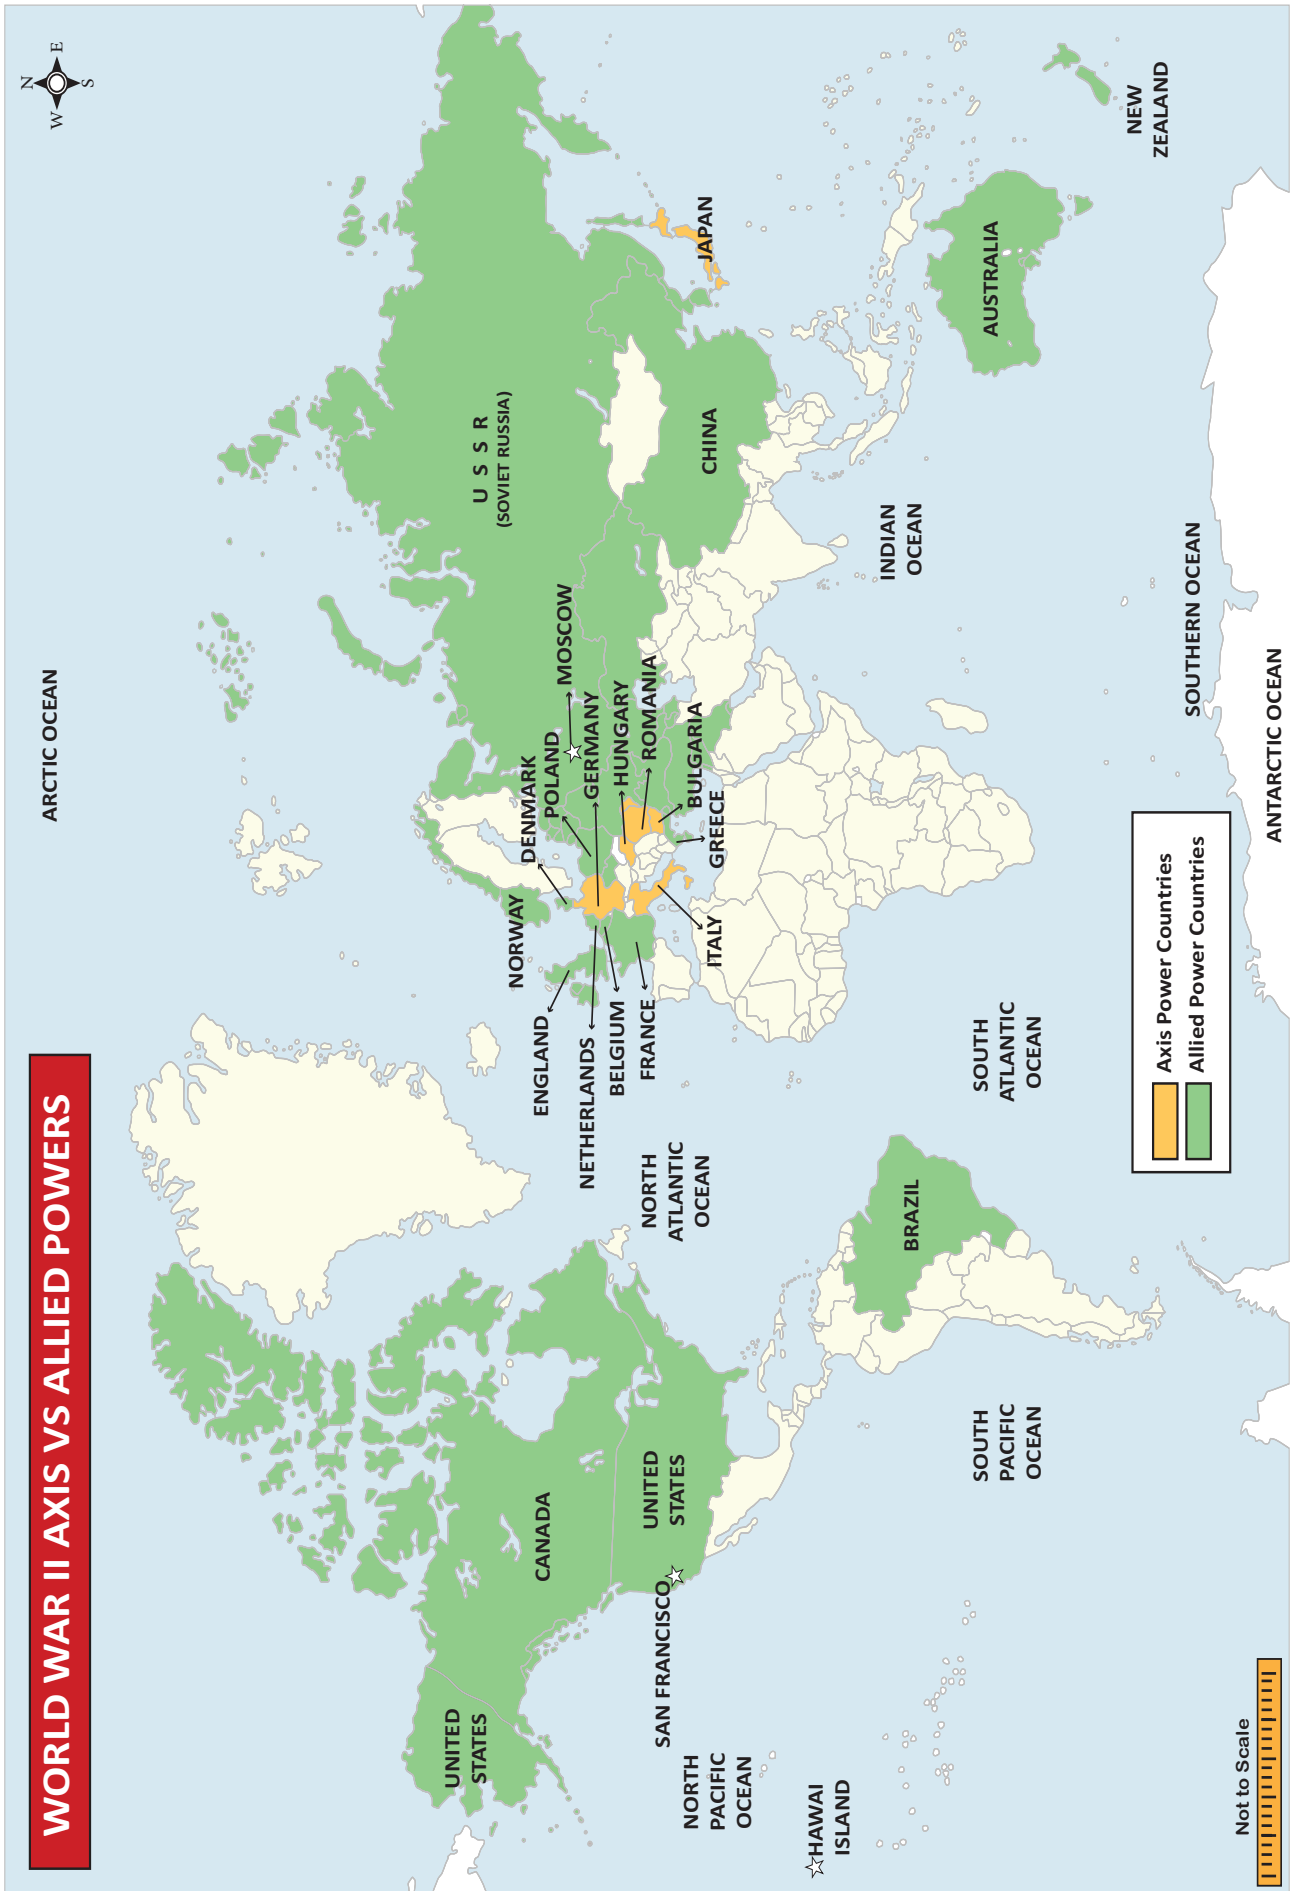 WORLD WAR II AXIS VS ALLIED POWERS
N
W
E
S
ARCTIC OCEAN
UNITED
STATES
CANADA
UNITED
STATES
SAN FRANCISCO
NORTH
PACIFIC
OCEAN
HAWAI
ISLAND
NORTH
ATLANTIC
OCEAN
BRAZIL
SOUTH
PACIFIC
OCEAN
SOUTH
ATLANTIC
OCEAN
NORWAY
ENGLAND
NETHERLANDS
BELGIUM
FRANCE
DENMARK
POLAND
MOSCOW
GERMANY
HUNGARY
ROMANIA
BULGARIA
GREECE
ITALY
U S S R
(SOVIET RUSSIA)
CHINA
JAPAN
INDIAN
OCEAN
AUSTRALIA
NEW
ZEALAND
SOUTHERN OCEAN
ANTARCTIC OCEAN
Axis Power Countries
Allied Power Countries
Not to Scale